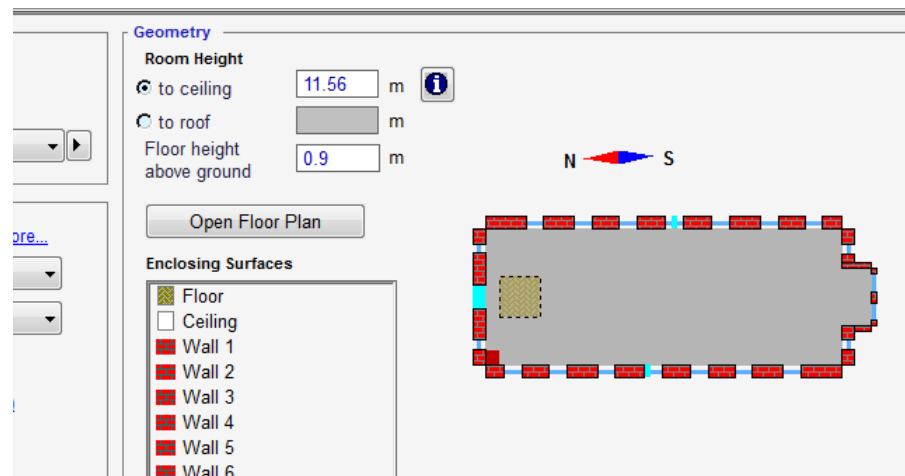 Geometry
Room Height
to ceiling 11.56 m
to roof m
Floor height
above ground 0.9 m
N S
Open Floor Plan
ore...
Enclosing Surfaces
Floor
Ceiling
Wall 1
Wall 2
Wall 3
Wall 4
Wall 5
Wall 6